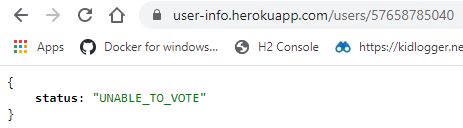 user-info.herokuapp.com/users/57658785040
Apps Docker for windows... H2 Console https://kidlogger.ne
{
status: "UNABLE_TO_VOTE"
}